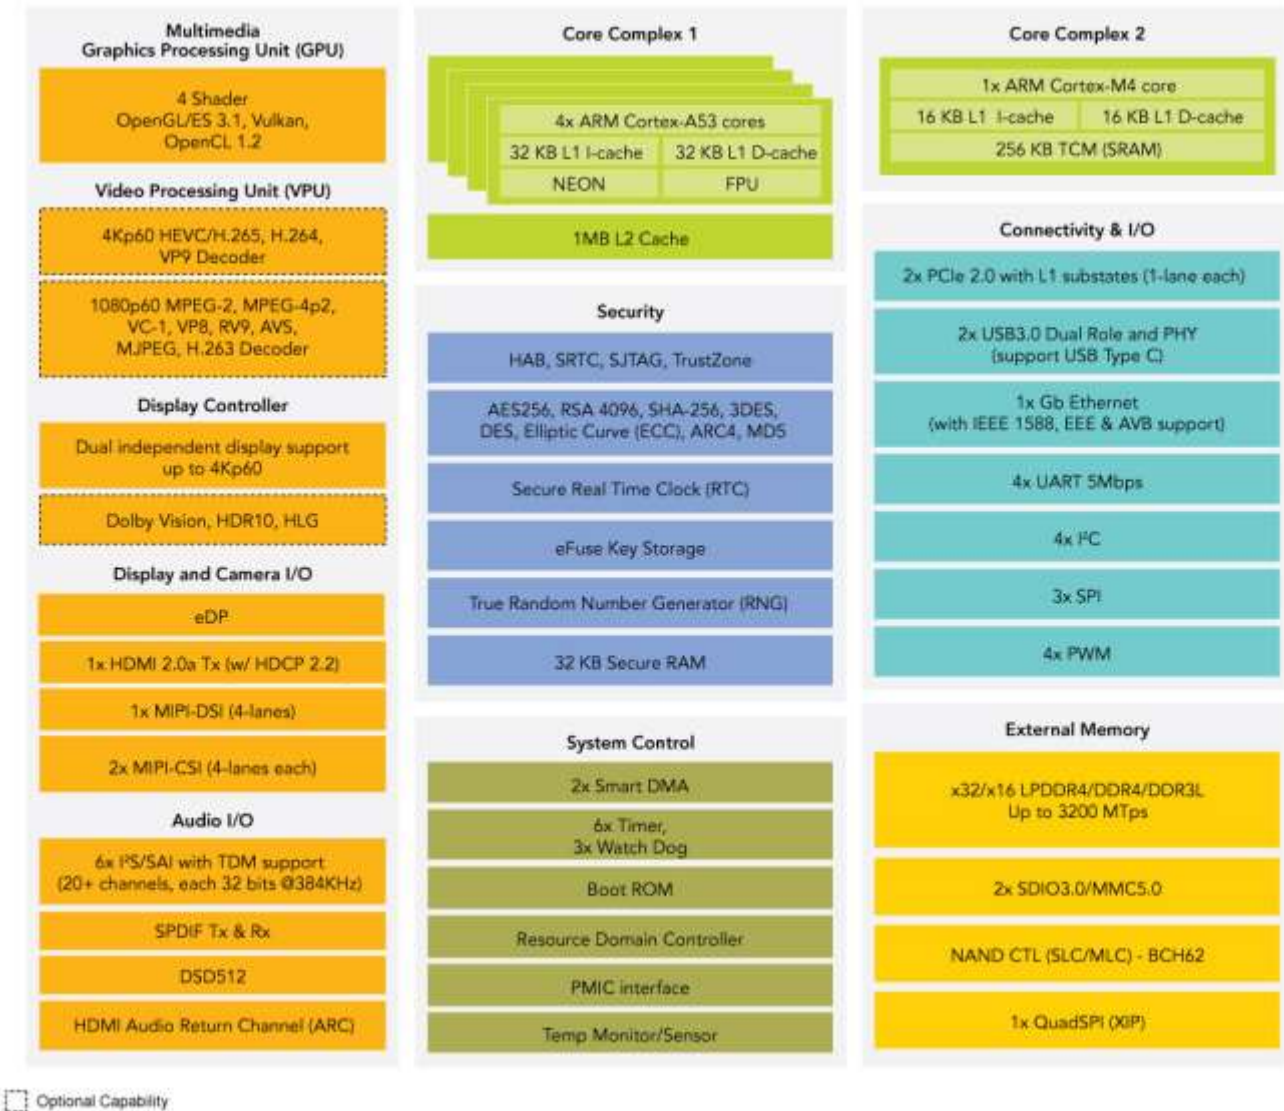 Multimedia
Graphics Processing Unit (GPU)
4 Shader
OpenGL/ES 3.1, Vulkan,
OpenCL 1.2
Video Processing Unit (VPU)
4Kp60 HEVC/H.265, H.264,
VP9 Decoder
1080p60 MPEG-2, MPEG-4p2,
VC-1, VP8, RV9, AVS,
MJPEG, H.263 Decoder
Display Controller
Dual independent display support
up to 4Kp60
Dolby Vision, HDR10, HLG
Display and Camera I/O
eDP
1x HDMI 2.0a Tx (w/ HDCP 2.2)
1x MIPI-DSI (4-lanes)
2x MIPI-CSI (4-lanes each)
Audio I/O
6x I²S/SAI with TDM support
(20+ channels, each 32 bits @384KHz)
SPDIF Tx & Rx
DSD512
HDMI Audio Return Channel (ARC)
Core Complex 1
4x ARM Cortex-A53 cores
32 KB L1 I-cache
32 KB L1 D-cache
NEON
FPU
1MB L2 Cache
Security
HAB, SRTC, SJTAG, TrustZone
AES256, RSA 4096, SHA-256, 3DES,
DES, Elliptic Curve (ECC), ARC4, MD5
Secure Real Time Clock (RTC)
eFuse Key Storage
True Random Number Generator (RNG)
32 KB Secure RAM
System Control
2x Smart DMA
6x Timer,
3x Watch Dog
Boot ROM
Resource Domain Controller
PMIC interface
Temp Monitor/Sensor
Core Complex 2
1x ARM Cortex-M4 core
16 KB L1 I-cache
16 KB L1 D-cache
256 KB TCM (SRAM)
Connectivity & I/O
2x PCIe 2.0 with L1 substates (1-lane each)
2x USB3.0 Dual Role and PHY
(support USB Type C)
1x Gb Ethernet
(with IEEE 1588, EEE & AVB support)
4x UART 5Mbps
4x I²C
3x SPI
4x PWM
External Memory
x32/x16 LPDDR4/DDR4/DDR3L
Up to 3200 MTps
2x SDIO3.0/MMC5.0
NAND CTL (SLC/MLC) - BCH62
1x QuadSPI (XIP)
Optional Capability